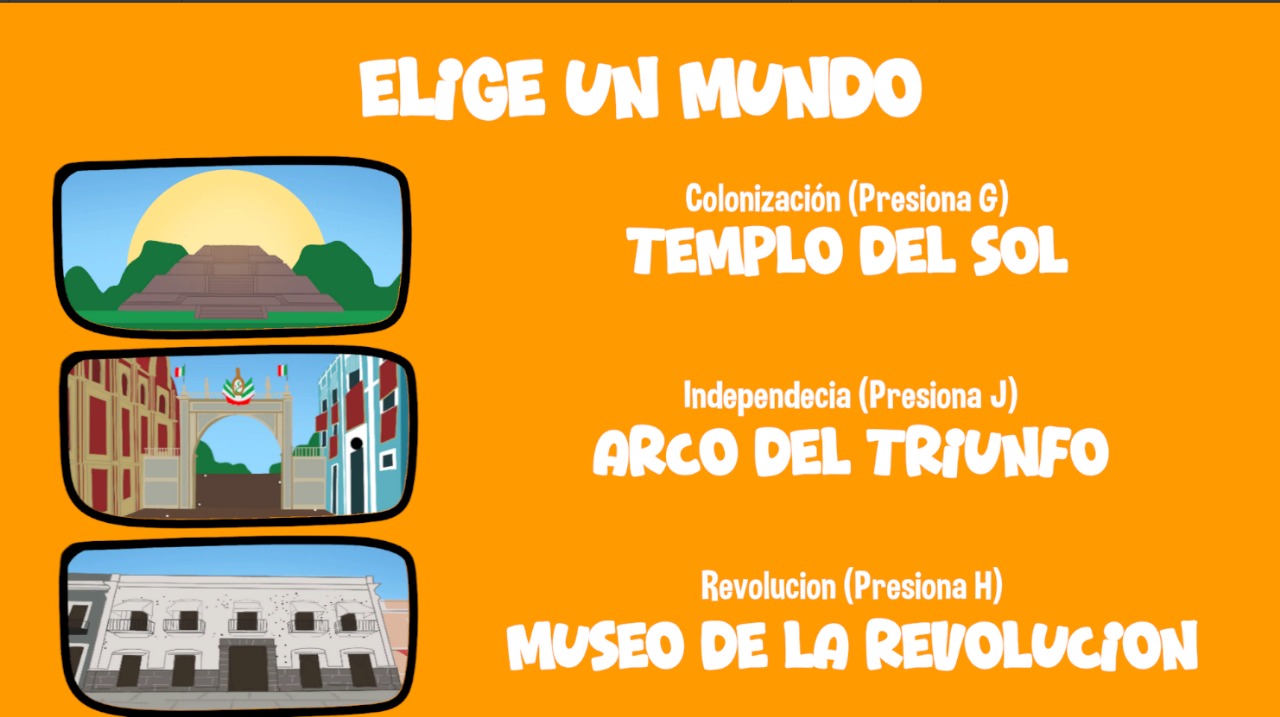 ELiGE UN MUNDO
Colonización (Presiona G)
TEMPLO DEL SOL
Independecia (Presiona J)
ARCO DEL TRiUNFO
Revolucion (Presiona H)
MUSEO DE LA REVOLUCiON